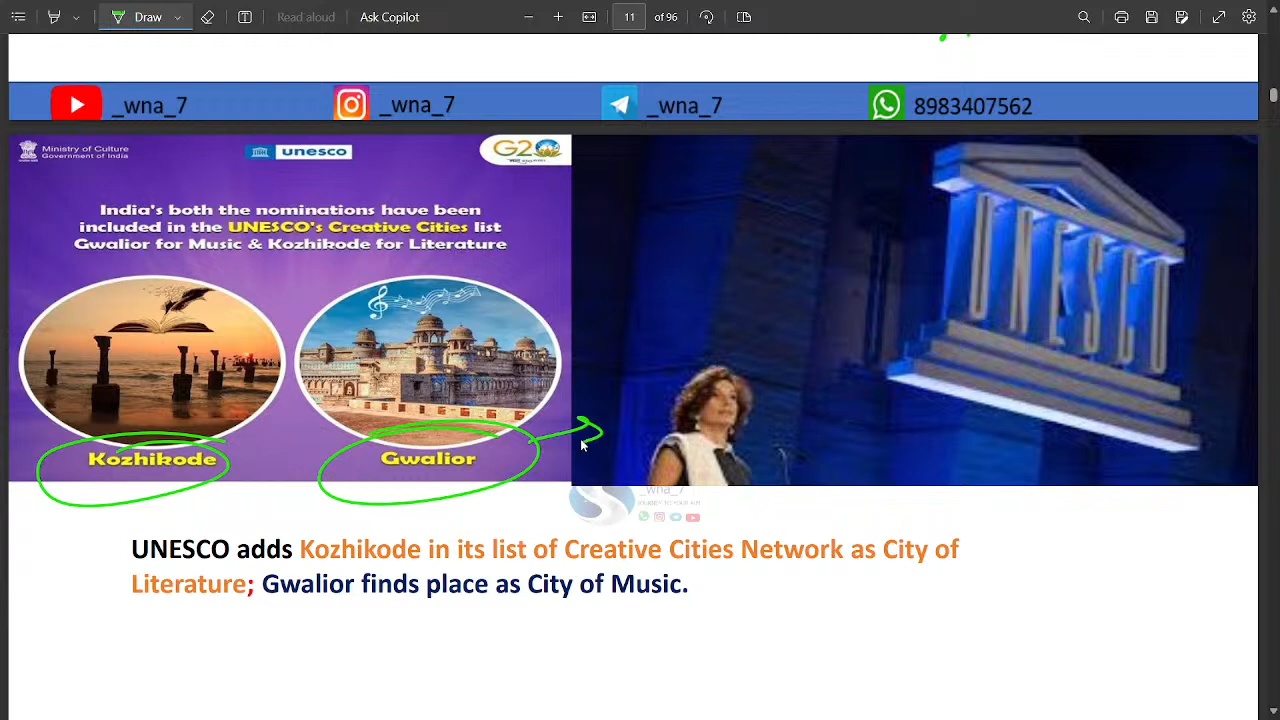 Draw
Read aloud
Ask Copilot
11
of 96
_wna_7
_wna_7
_wna_7
8983407562
Ministry of Culture
Government of India
unesco
G20
India's both the nominations have been
included in the UNESCO's Creative Cities list
Gwalior for Music & Kozhikode for Literature
Kozhikode
Gwalior
UNESCO
_wna_7
UNESCO adds Kozhikode in its list of Creative Cities Network as City of
Literature; Gwalior finds place as City of Music.